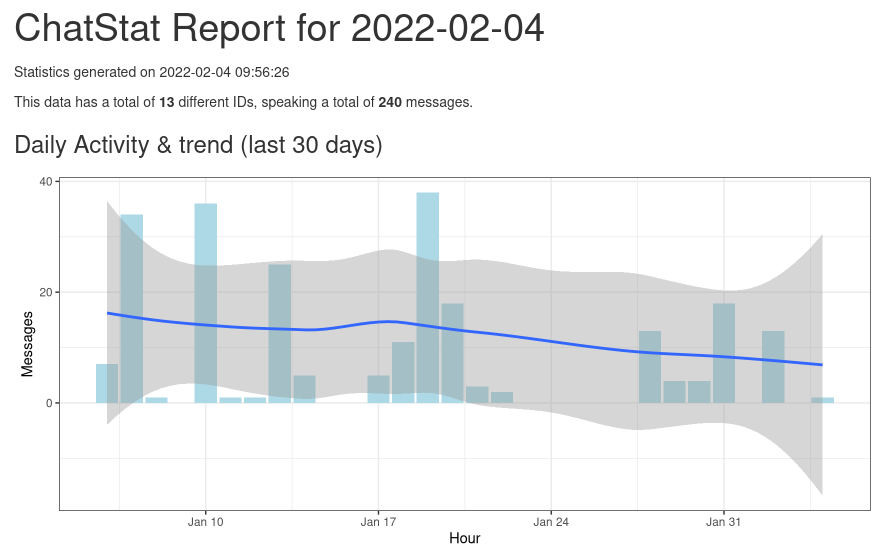 ChatStat Report for 2022-02-04
Statistics generated on 2022-02-04 09:56:26
This data has a total of 13 different IDs, speaking a total of 240 messages.
Daily Activity & trend (last 30 days)
40
20
0
Messages
Jan 10
Jan 17
Jan 24
Jan 31
Hour